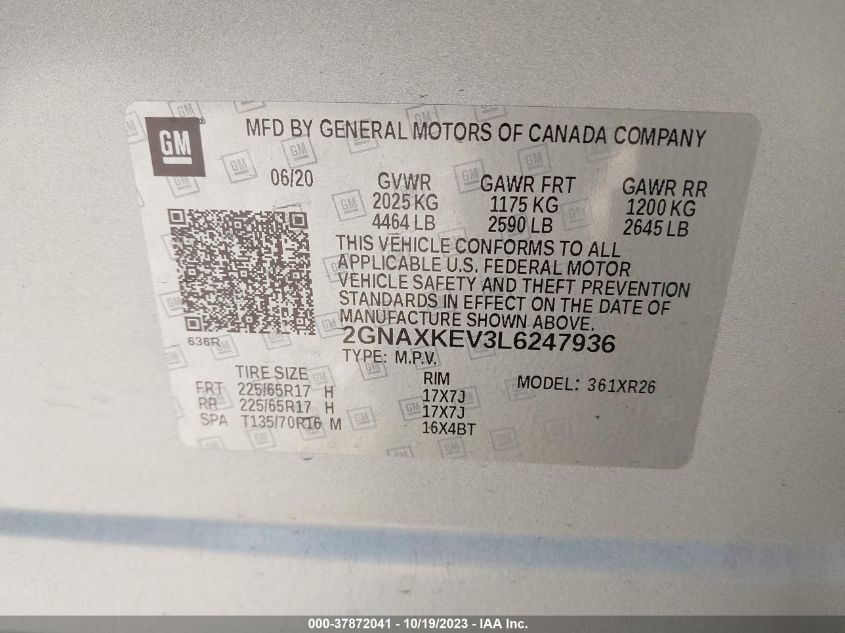 GM
MFD BY GENERAL MOTORS OF CANADA COMPANY
06/20
GVWR GAWR FRT GAWR RR
2025 KG 1175 KG 1200 KG
4464 LB 2590 LB 2645 LB
THIS VEHICLE CONFORMS TO ALL
APPLICABLE U.S. FEDERAL MOTOR
VEHICLE SAFETY AND THEFT PREVENTION
STANDARDS IN EFFECT ON THE DATE OF
MANUFACTURE SHOWN ABOVE.
636R
2GNAXKEV3L6247936
TYPE: M.P.V.
TIRE SIZE RIM MODEL: 361XR26
FRT 225/65R17 H 17X7J
RR 225/65R17 H 17X7J
SPA T135/70R16 M 16X4BT
000-37872041 - 10/19/2023 - IAA Inc.